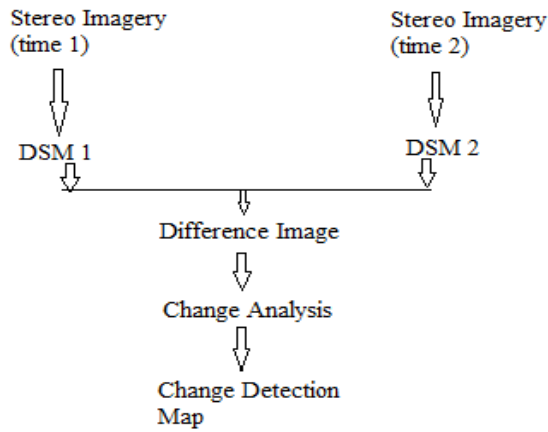 Stereo Imagery
(time 1)
Stereo Imagery
(time 2)
DSM 1
DSM 2
Difference Image
Change Analysis
Change Detection
Map